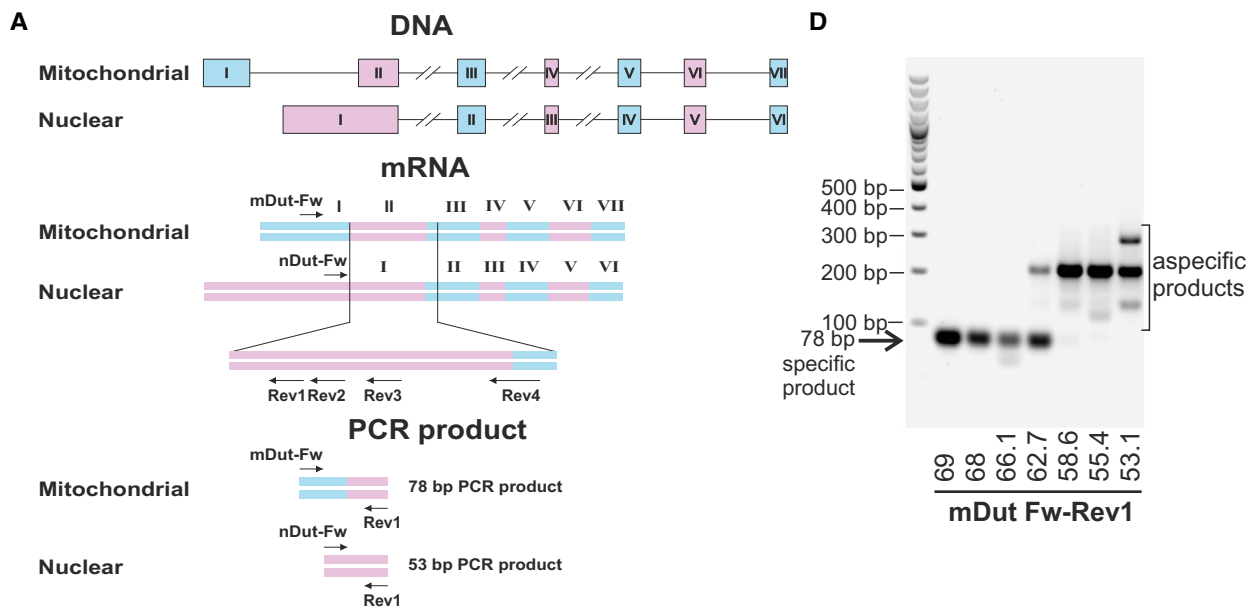 A
DNA
Mitochondrial
I II III IV V VI VII
Nuclear
I II III IV V VI
mRNA
mDut-Fw
I II III IV V VI VII
Mitochondrial
nDut-Fw
I II III IV V VI
Nuclear
Rev1 Rev2 Rev3 Rev4
PCR product
mDut-Fw
Mitochondrial
78 bp PCR product
Rev1
nDut-Fw
Nuclear
53 bp PCR product
Rev1
D
500 bp
400 bp
300 bp
200 bp
100 bp
78 bp
specific
product
aspecific
products
69 68 66.1 62.7 58.6 55.4 53.1
mDut Fw-Rev1